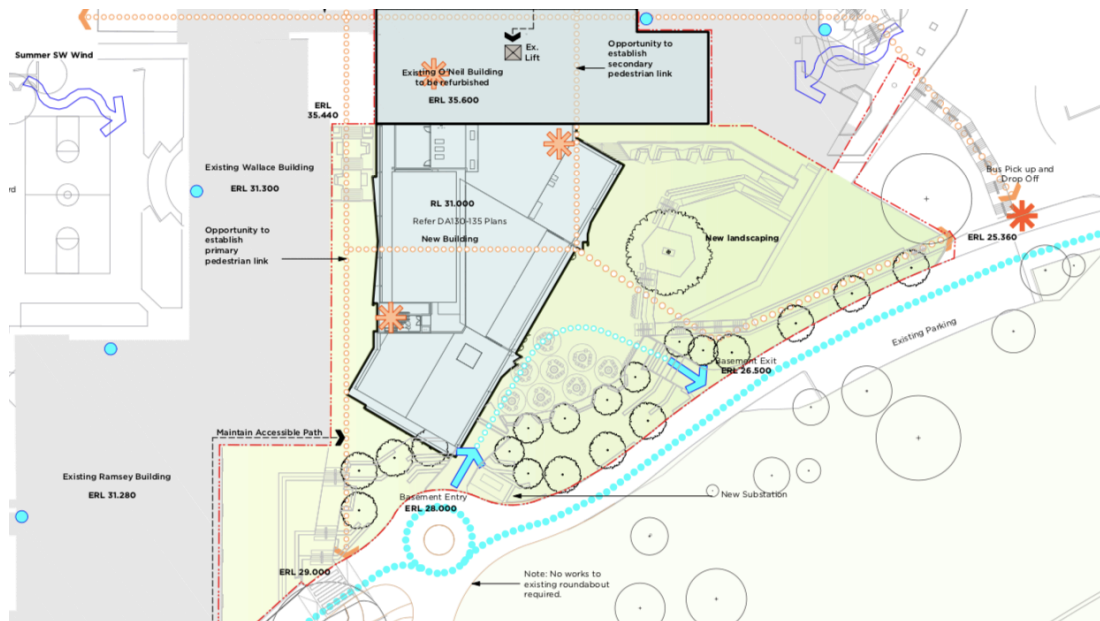 Summer SW Wind
Ex.
Lift
Opportunity to
establish
secondary
pedestrian link
Existing O'Neil Building
to be refurbished
ERL 35.600
ERL
35.440
Existing Wallace Building
ERL 31.300
rd
Bus Pick up and
Drop Off
RL 31.000
Refer DA130-135 Plans
New Building
Opportunity to
establish
primary
pedestrian link
New landscaping
ERL 25.360
Existing Parking
Basement Exit
ERL 26.500
Maintain Accessible Path
Existing Ramsey Building
ERL 31.280
Basement Entry
ERL 28.000
New Substation
ERL 29.000
Note: No works to
existing roundabout
required.